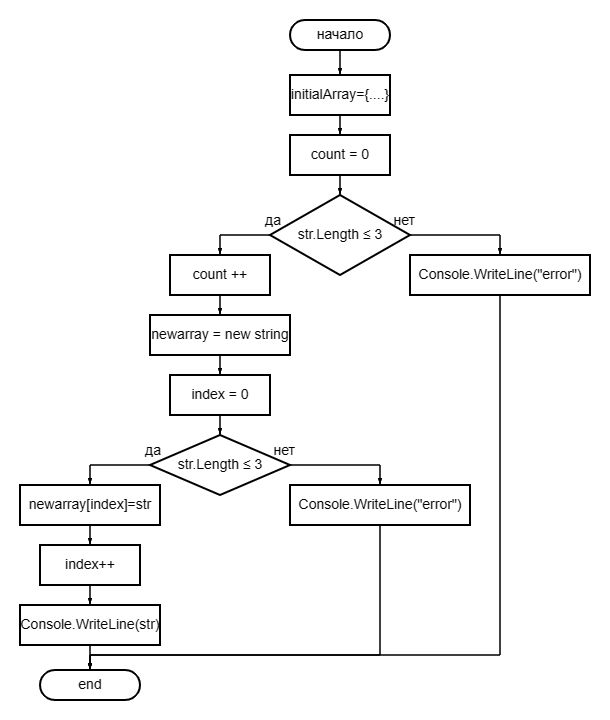 начало
initialArray={....}
count = 0
да
str.Length ≤ 3
нет
count ++
Console.WriteLine("error")
newarray = new string
index = 0
да
str.Length ≤ 3
нет
newarray[index]=str
Console.WriteLine("error")
index++
Console.WriteLine(str)
end